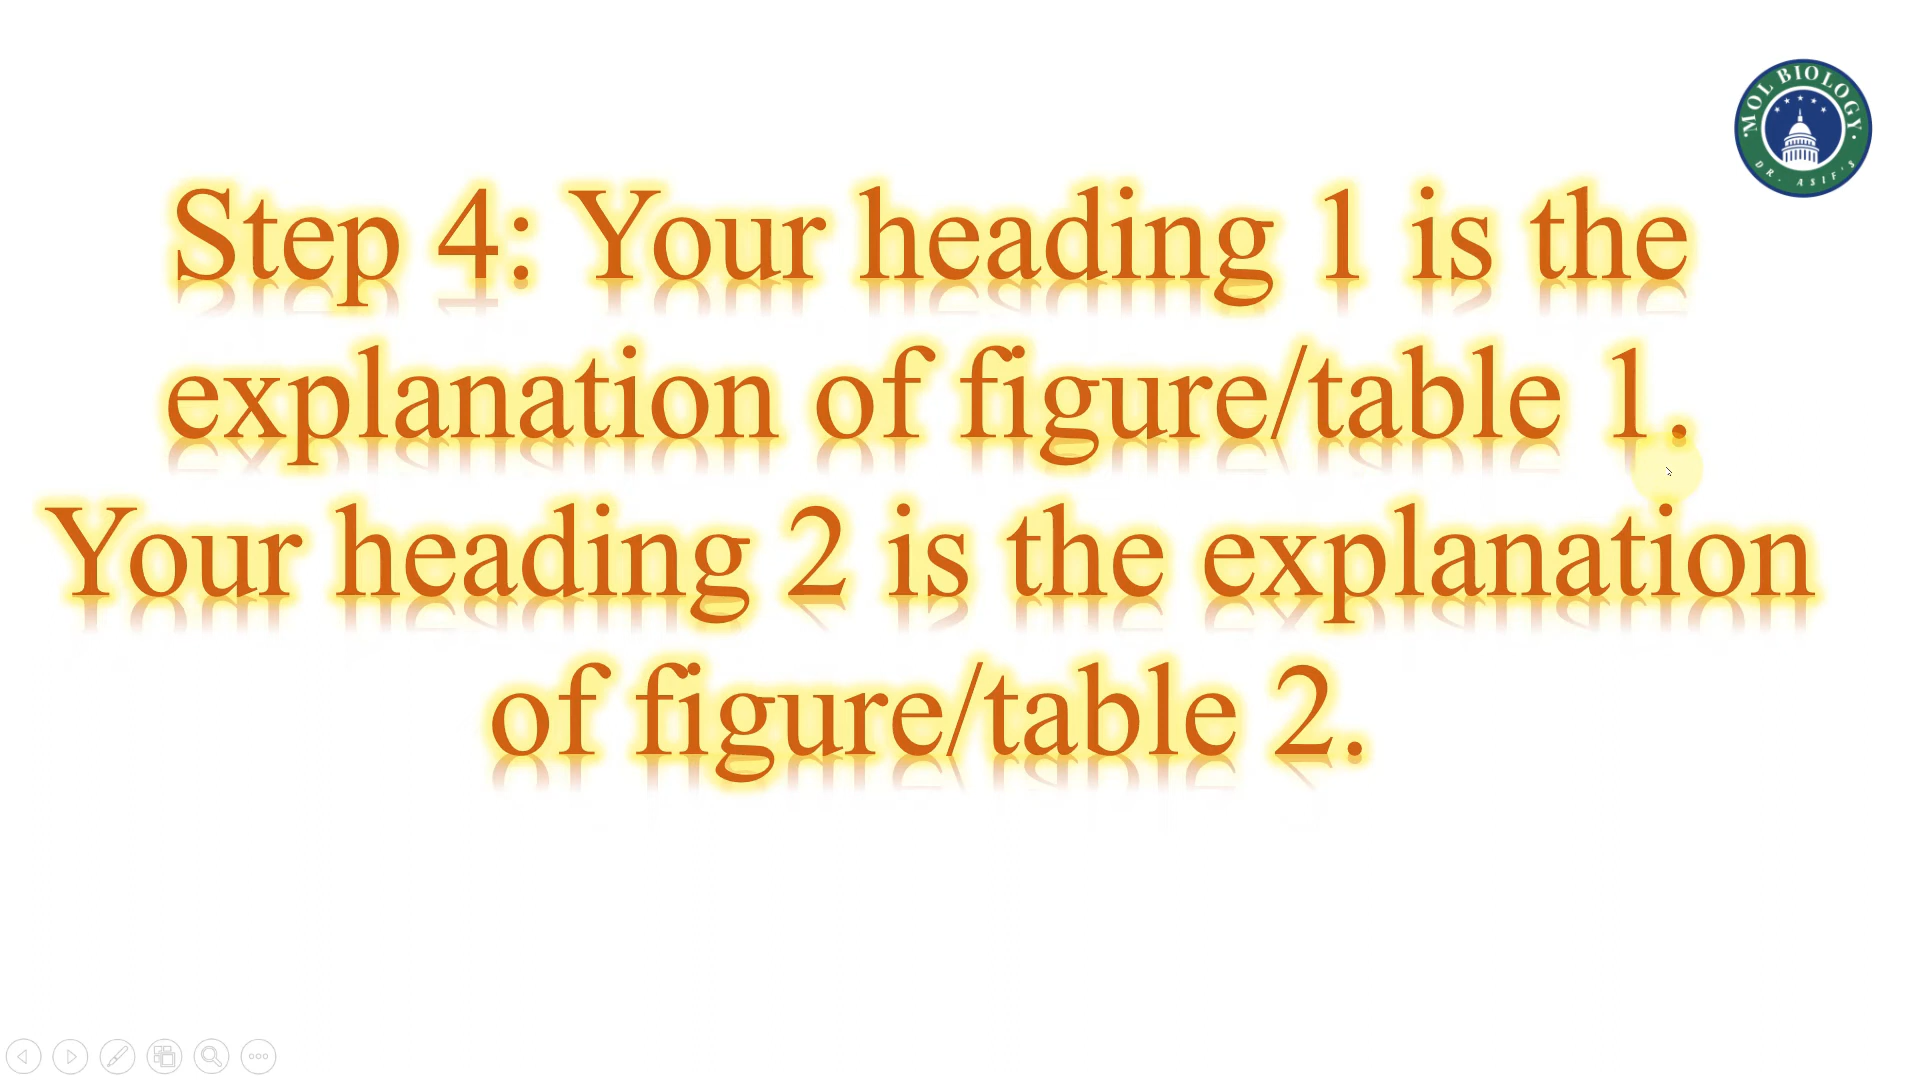 MOL BIOLOGY
DR. ASIF'S
Step 4: Your heading 1 is the
explanation of figure/table 1.
Your heading 2 is the explanation
of figure/table 2.